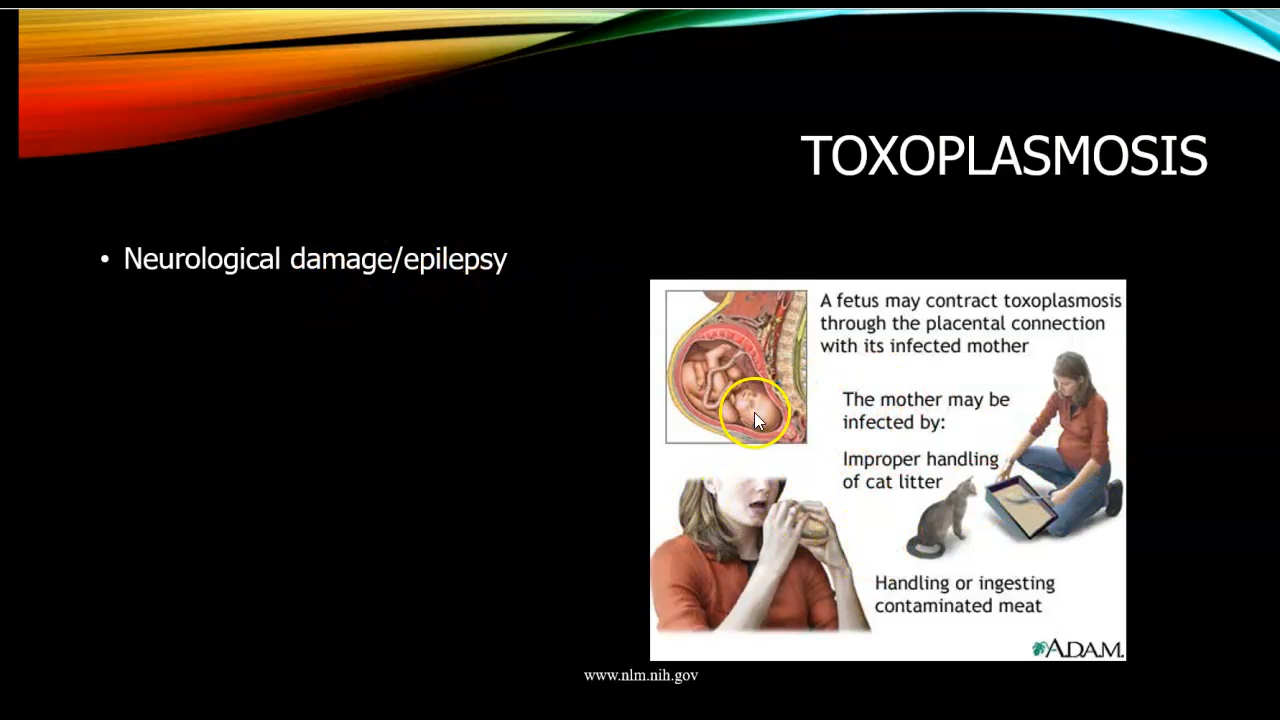 TOXOPLASMOSIS
• Neurological damage/epilepsy
A fetus may contract toxoplasmosis
through the placental connection
with its infected mother
The mother may be
infected by:
Improper handling
of cat litter
Handling or ingesting
contaminated meat
ADAM.
www.nlm.nih.gov